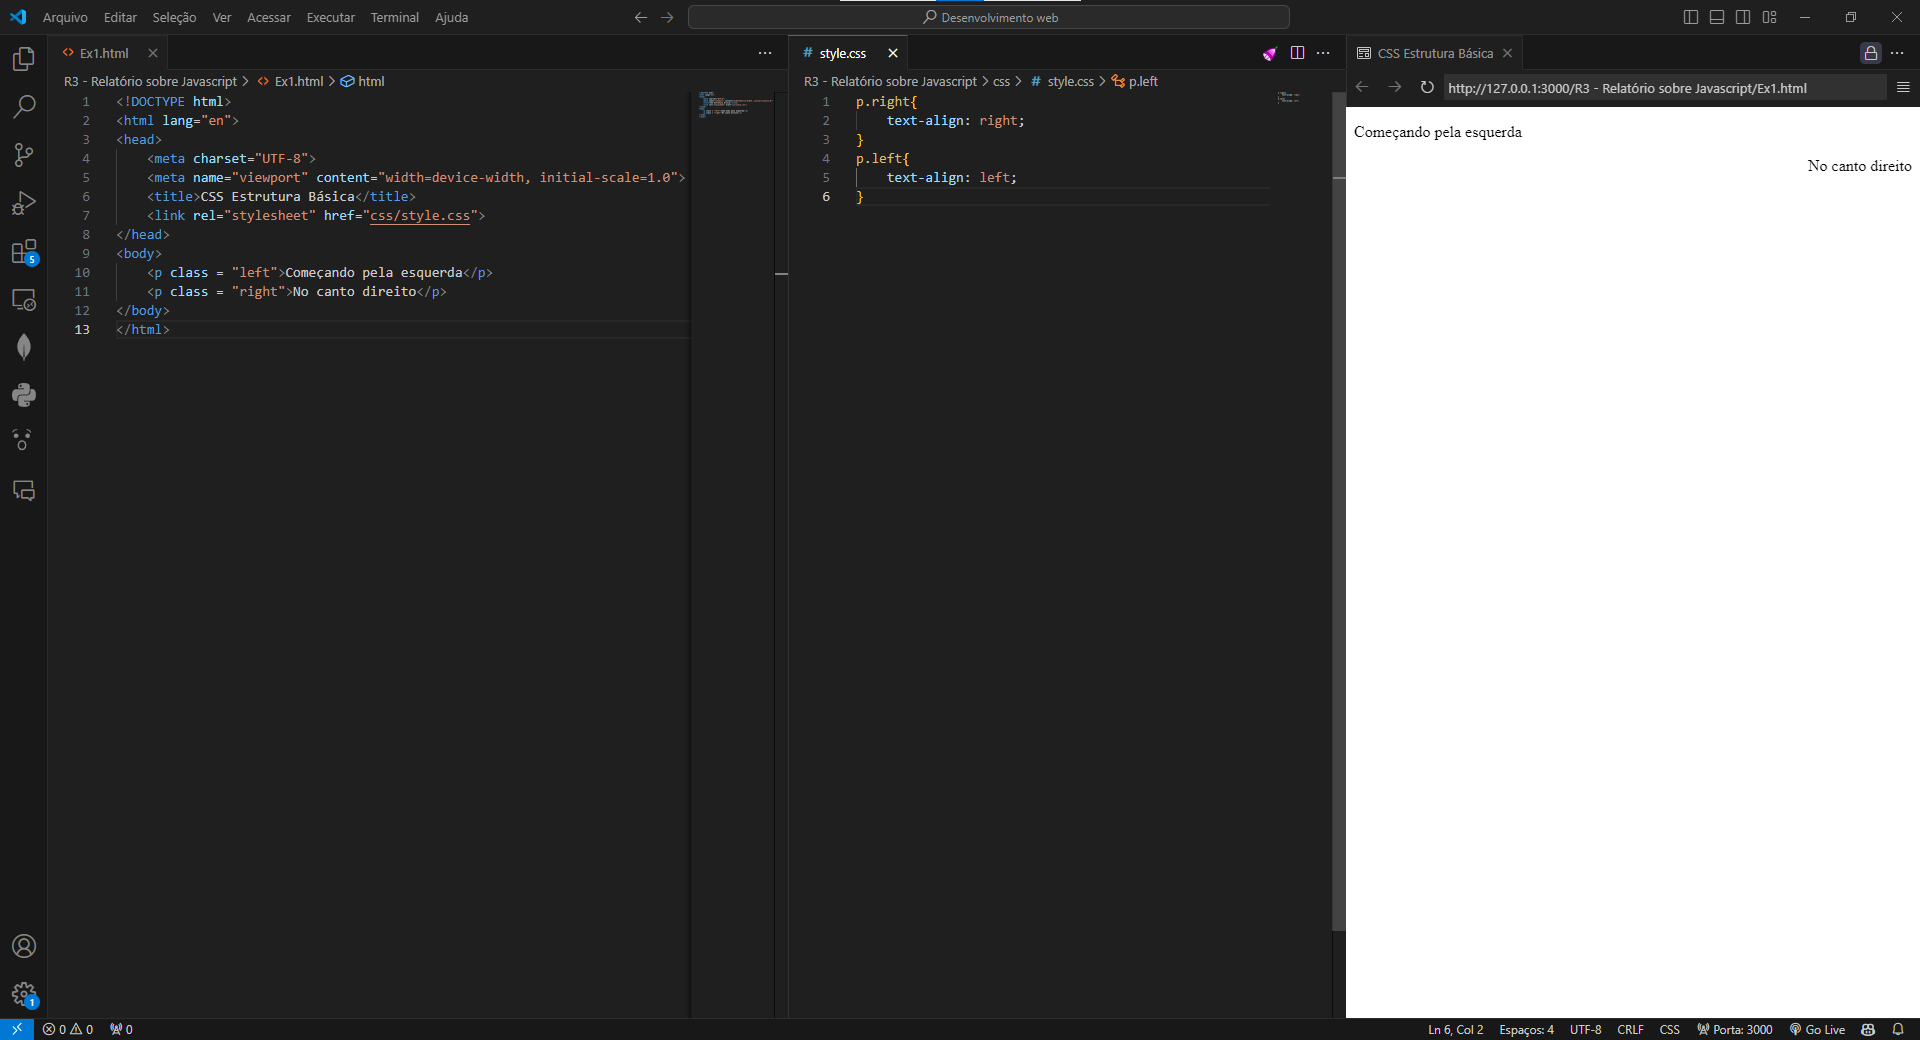 Arquivo Editar Seleção Ver Acessar Executar Terminal Ajuda
Desenvolvimento web
Ex1.html
R3 - Relatório sobre Javascript > Ex1.html > html
1 <!DOCTYPE html>
2 <html lang="en">
3 <head>
4 <meta charset="UTF-8">
5 <meta name="viewport" content="width=device-width, initial-scale=1.0">
6 <title>CSS Estrutura Básica</title>
7 <link rel="stylesheet" href="css/style.css">
8 </head>
9 <body>
10 <p class = "left">Começando pela esquerda</p>
11 <p class = "right">No canto direito</p>
12 </body>
13 </html>
style.css
R3 - Relatório sobre Javascript > css > # style.css > p.left
1 p.right{
2 text-align: right;
3 }
4 p.left{
5 text-align: left;
6 }
CSS Estrutura Básica
http://127.0.0.1:3000/R3 - Relatório sobre Javascript/Ex1.html
Começando pela esquerda
No canto direito
5
1
0 0 0
Ln 6, Col 2 Espaços: 4 UTF-8 CRLF CSS Porta: 3000 Go Live